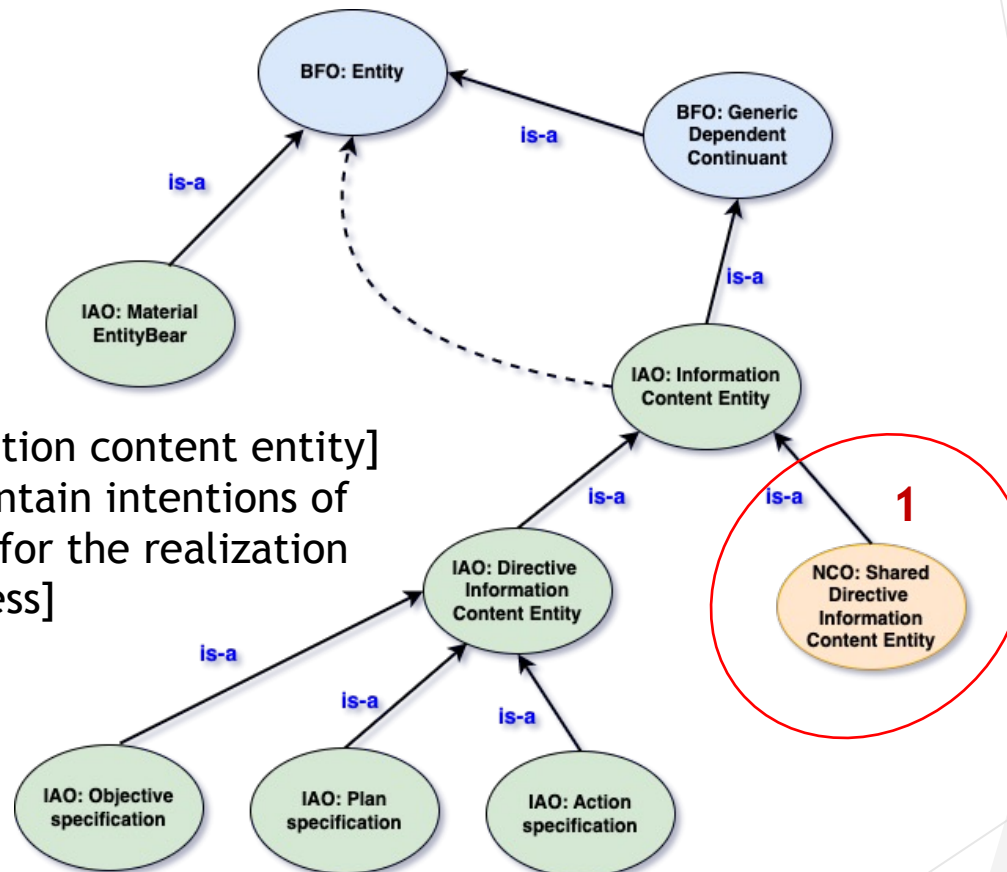 BFO: Entity
BFO: Generic
Dependent
Continuant
is-a
is-a
is-a
IAO: Material
EntityBear
IAO: Information
Content Entity
tion content entity]
ntain intentions of
for the realization
ess]
is-a
is-a
1
IAO: Directive
Information
Content Entity
NCO: Shared
Directive
Information
Content Entity
is-a
is-a
is-a
IAO: Objective
specification
IAO: Plan
specification
IAO: Action
specification